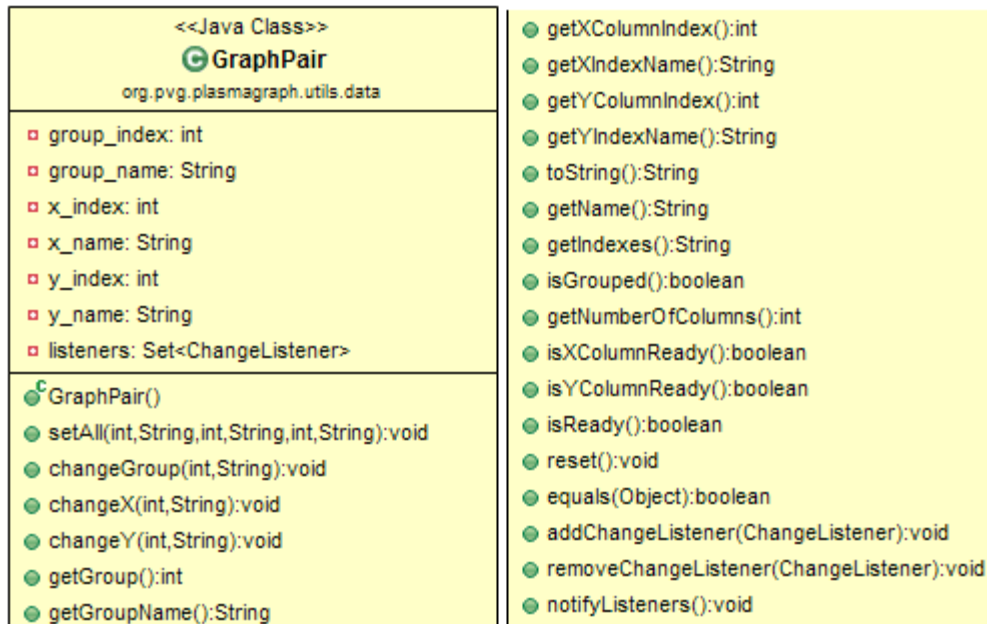 <<Java Class>>
C GraphPair
org.pvg.plasmagraph.utils.data
group_index: int
group_name: String
x_index: int
x_name: String
y_index: int
y_name: String
listeners: Set<ChangeListener>
C GraphPair()
setAll(int,String,int,String,int,String):void
changeGroup(int,String):void
changeX(int,String):void
changeY(int,String):void
getGroup():int
getGroupName():String
getXColumnIndex():int
getXIndexName():String
getYColumnIndex():int
getYIndexName():String
toString():String
getName():String
getIndexes():String
isGrouped():boolean
getNumberOfColumns():int
isXColumnReady():boolean
isYColumnReady():boolean
isReady():boolean
reset():void
equals(Object):boolean
addChangeListener(ChangeListener):void
removeChangeListener(ChangeListener):void
notifyListeners():void